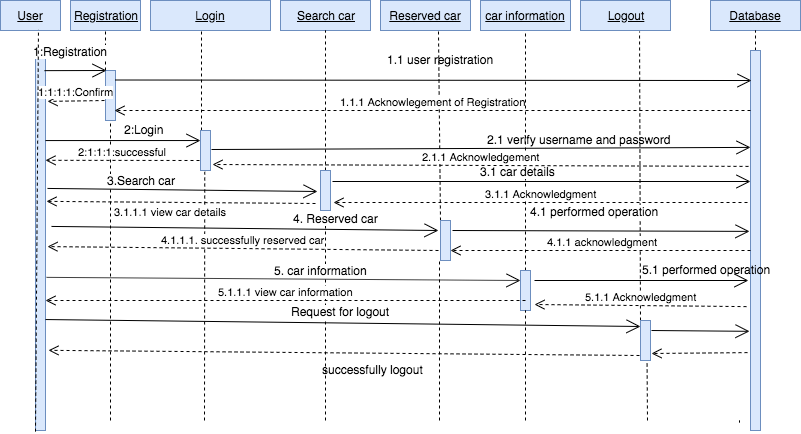 User
Registration
Login
Search car
Reserved car
car information
Logout
Database
1:Registration
1.1 user registration
1:1:1:1:Confirm
1.1.1 Acknowlegement of Registration
2:Login
2.1 verify username and password
2:1:1:1:successful
2.1.1 Acknowledgement
3.Search car
3.1 car details
3.1.1 Acknowledgment
3.1.1.1 view car details
4. Reserved car
4.1 performed operation
4.1.1.1. successfully reserved car
4.1.1 acknowledgment
5. car information
5.1 performed operation
5.1.1.1 view car information
5.1.1 Acknowledgment
Request for logout
successfully logout